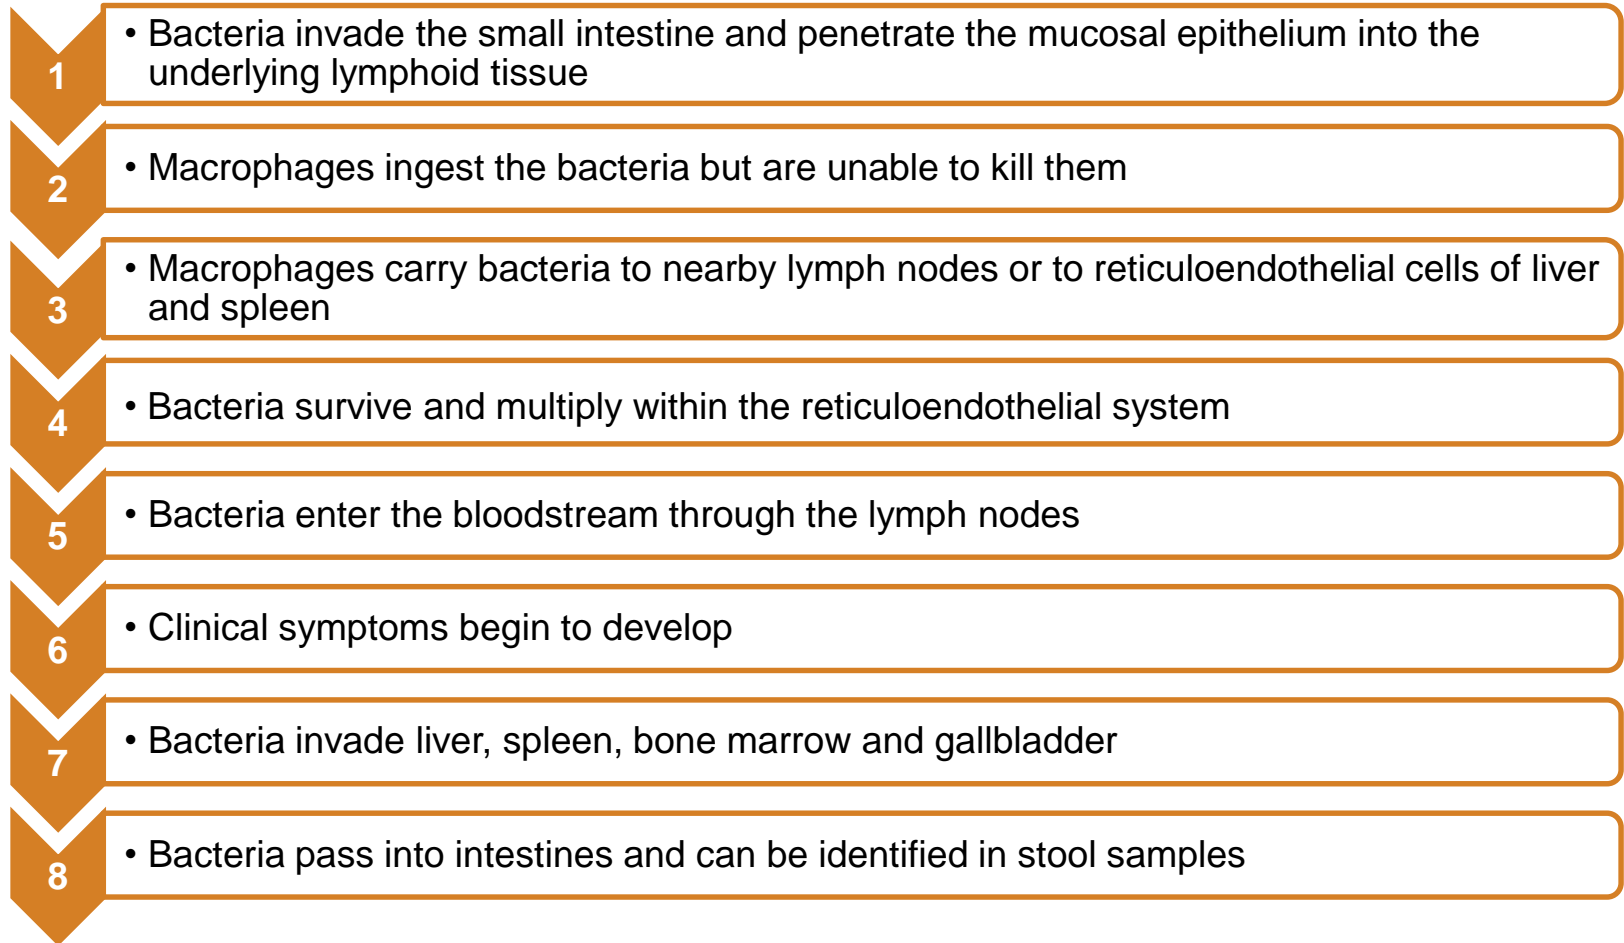 1
• Bacteria invade the small intestine and penetrate the mucosal epithelium into the
underlying lymphoid tissue
2
• Macrophages ingest the bacteria but are unable to kill them
3
• Macrophages carry bacteria to nearby lymph nodes or to reticuloendothelial cells of liver
and spleen
4
• Bacteria survive and multiply within the reticuloendothelial system
5
• Bacteria enter the bloodstream through the lymph nodes
6
• Clinical symptoms begin to develop
7
• Bacteria invade liver, spleen, bone marrow and gallbladder
8
• Bacteria pass into intestines and can be identified in stool samples